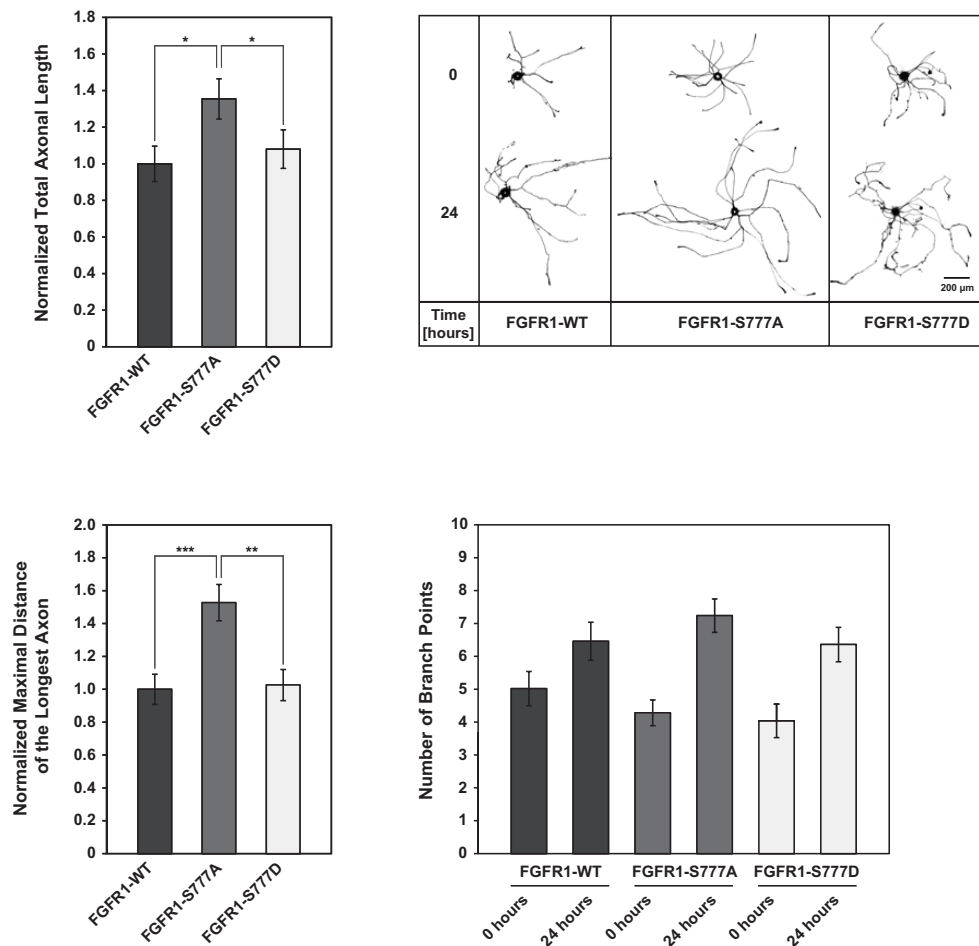 Normalized Total Axonal Length
1.8
1.6
1.4
1.2
1.0
0.8
0.6
0.4
0.2
0
*
*
FGFR1-WT
FGFR1-S777A
FGFR1-S777D
0
24
200 µm
Time
[hours]
FGFR1-WT
FGFR1-S777A
FGFR1-S777D
Normalized Maximal Distance
of the Longest Axon
2.0
1.8
1.6
1.4
1.2
1.0
0.8
0.6
0.4
0.2
0
***
**
FGFR1-WT
FGFR1-S777A
FGFR1-S777D
Number of Branch Points
10
9
8
7
6
5
4
3
2
1
0
FGFR1-WT
FGFR1-S777A
FGFR1-S777D
0 hours
24 hours
0 hours
24 hours
0 hours
24 hours